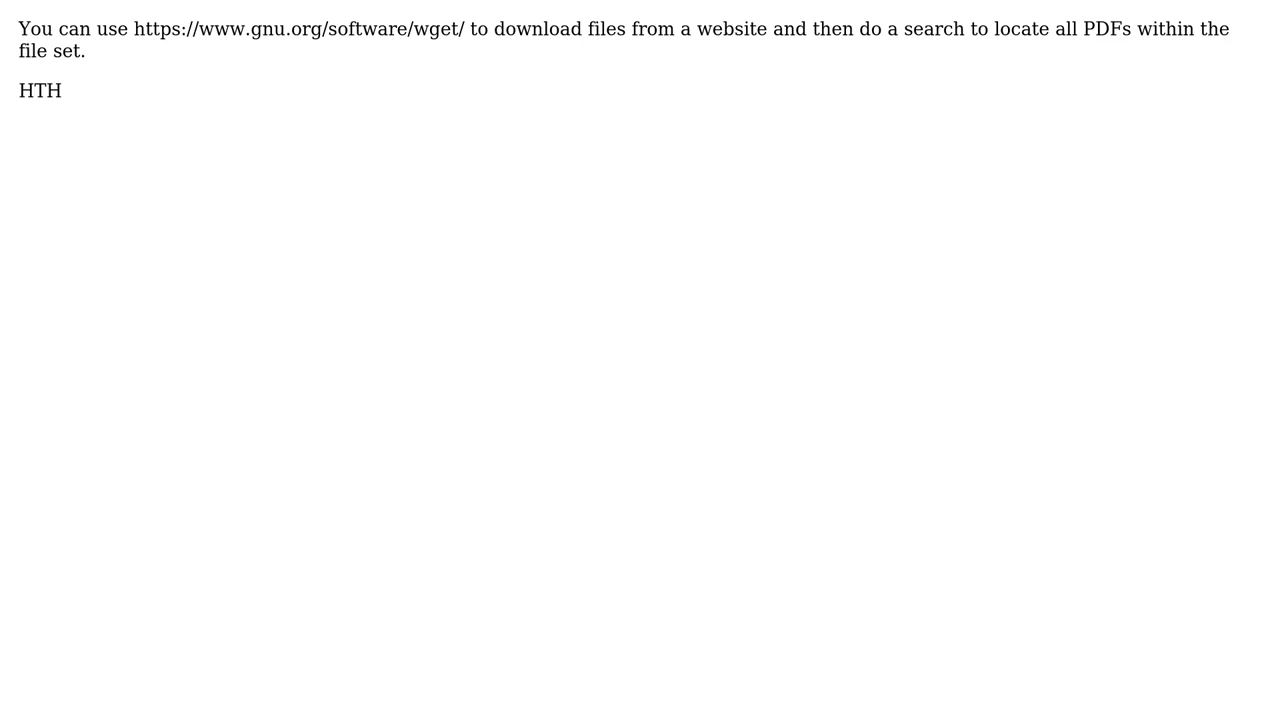 You can use https://www.gnu.org/software/wget/ to download files from a website and then do a search to locate all PDFs within the
file set.
HTH